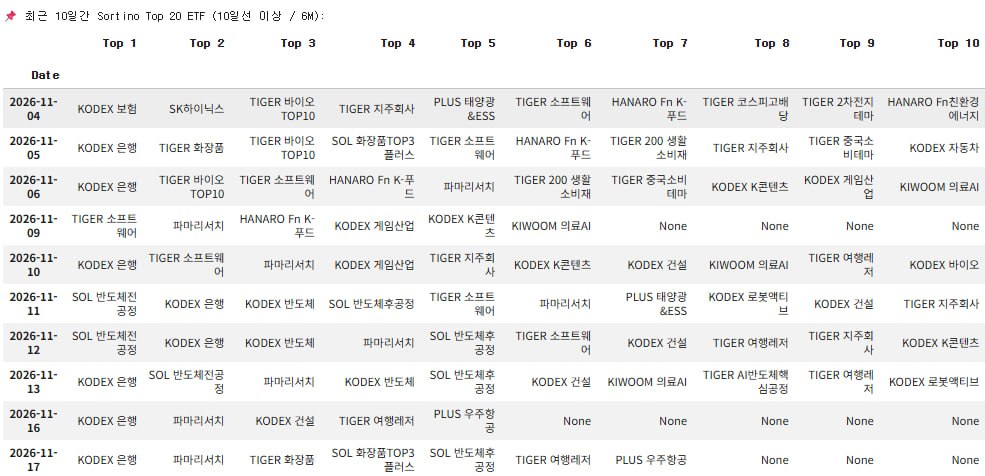 📌 최근 10일간 Sortino Top 20 ETF (10일선 이상 / 6M):
Top 1 Top 2 Top 3 Top 4 Top 5 Top 6 Top 7 Top 8 Top 9 Top 10
Date
2026-11-04 KODEX 보험 SK하이닉스 TIGER 바이오TOP10 TIGER 지주회사 PLUS 태양광&ESS TIGER 소프트웨어 HANARO Fn K-푸드 TIGER 코스피고배당 TIGER 2차전지테마 HANARO Fn친환경에너지
2026-11-05 KODEX 은행 TIGER 화장품 TIGER 바이오TOP10 SOL 화장품TOP3플러스 TIGER 소프트웨어 HANARO Fn K-푸드 TIGER 200 생활소비재 TIGER 지주회사 TIGER 중국소비테마 KODEX 자동차
2026-11-06 KODEX 은행 TIGER 바이오TOP10 TIGER 소프트웨어 HANARO Fn K-푸드 파마리서치 TIGER 200 생활소비재 TIGER 중국소비테마 KODEX K콘텐츠 KODEX 게임산업 KIWOOM 의료AI
2026-11-09 TIGER 소프트웨어 파마리서치 HANARO Fn K-푸드 KODEX 게임산업 KODEX K콘텐츠 KIWOOM 의료AI None None None None
2026-11-10 KODEX 은행 TIGER 소프트웨어 파마리서치 KODEX 게임산업 TIGER 지주회사 KODEX K콘텐츠 KODEX 건설 KIWOOM 의료AI TIGER 여행레저 KODEX 바이오
2026-11-11 SOL 반도체전공정 KODEX 은행 KODEX 반도체 SOL 반도체후공정 TIGER 소프트웨어 파마리서치 PLUS 태양광&ESS KODEX 로봇액티브 KODEX 건설 TIGER 지주회사
2026-11-12 SOL 반도체전공정 KODEX 은행 KODEX 반도체 파마리서치 SOL 반도체후공정 TIGER 소프트웨어 KODEX 건설 TIGER 여행레저 TIGER 지주회사 KODEX K콘텐츠
2026-11-13 KODEX 은행 SOL 반도체전공정 파마리서치 KODEX 반도체 SOL 반도체후공정 KODEX 건설 KIWOOM 의료AI TIGER AI반도체핵심공정 TIGER 여행레저 KODEX 로봇액티브
2026-11-16 KODEX 은행 파마리서치 KODEX 건설 TIGER 여행레저 PLUS 우주항공 None None None None None
2026-11-17 KODEX 은행 파마리서치 TIGER 화장품 SOL 화장품TOP3플러스 SOL 반도체후공정 TIGER 여행레저 PLUS 우주항공 None None None